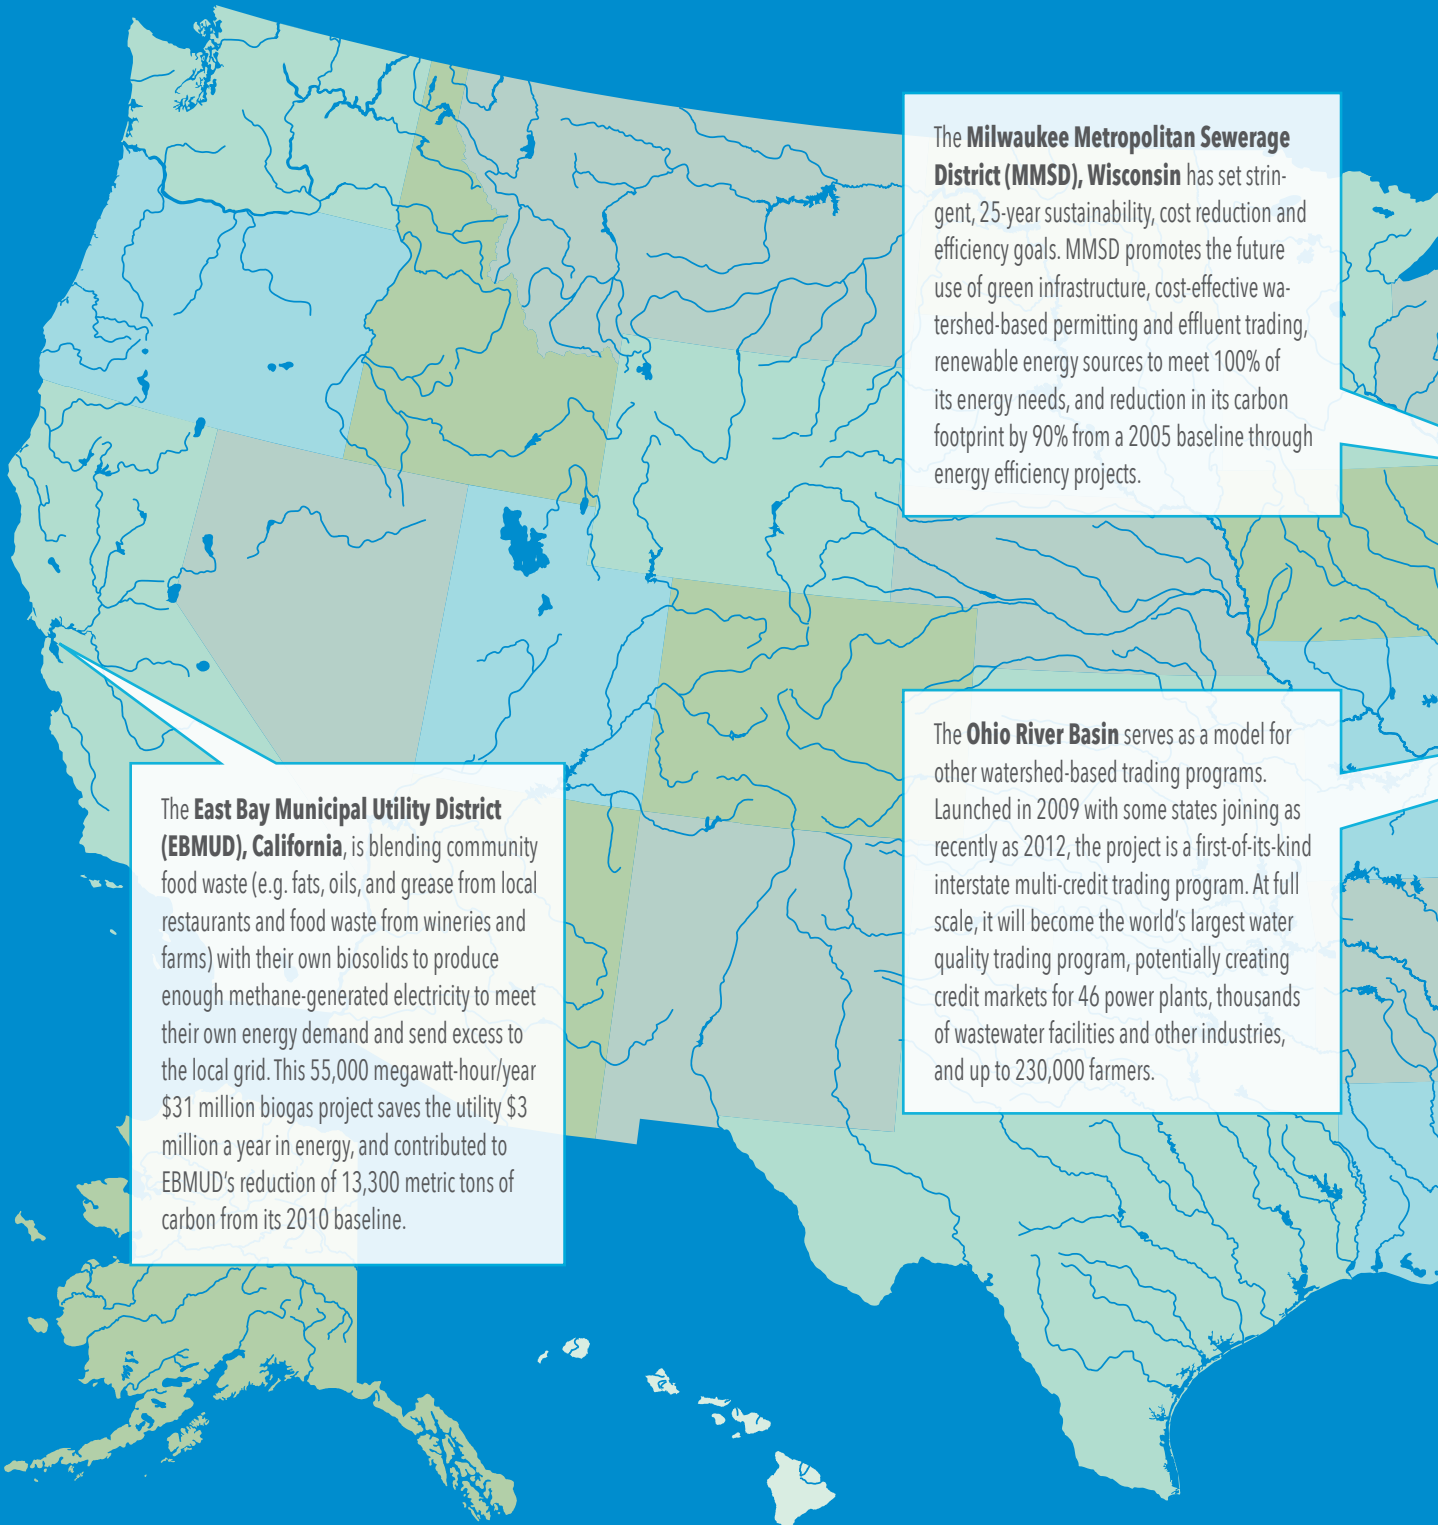 The Milwaukee Metropolitan Sewerage
District (MMSD), Wisconsin has set strin-
gent, 25-year sustainability, cost reduction and
efficiency goals. MMSD promotes the future
use of green infrastructure, cost-effective wa-
tershed-based permitting and effluent trading,
renewable energy sources to meet 100% of
its energy needs, and reduction in its carbon
footprint by 90% from a 2005 baseline through
energy efficiency projects.
The Ohio River Basin serves as a model for
other watershed-based trading programs.
Launched in 2009 with some states joining as
recently as 2012, the project is a first-of-its-kind
interstate multi-credit trading program. At full
scale, it will become the world's largest water
quality trading program, potentially creating
credit markets for 46 power plants, thousands
of wastewater facilities and other industries,
and up to 230,000 farmers.
The East Bay Municipal Utility District
(EBMUD), California, is blending community
food waste (e.g. fats, oils, and grease from local
restaurants and food waste from wineries and
farms) with their own biosolids to produce
enough methane-generated electricity to meet
their own energy demand and send excess to
the local grid. This 55,000 megawatt-hour/year
$31 million biogas project saves the utility $3
million a year in energy, and contributed to
EBMUD's reduction of 13,300 metric tons of
carbon from its 2010 baseline.